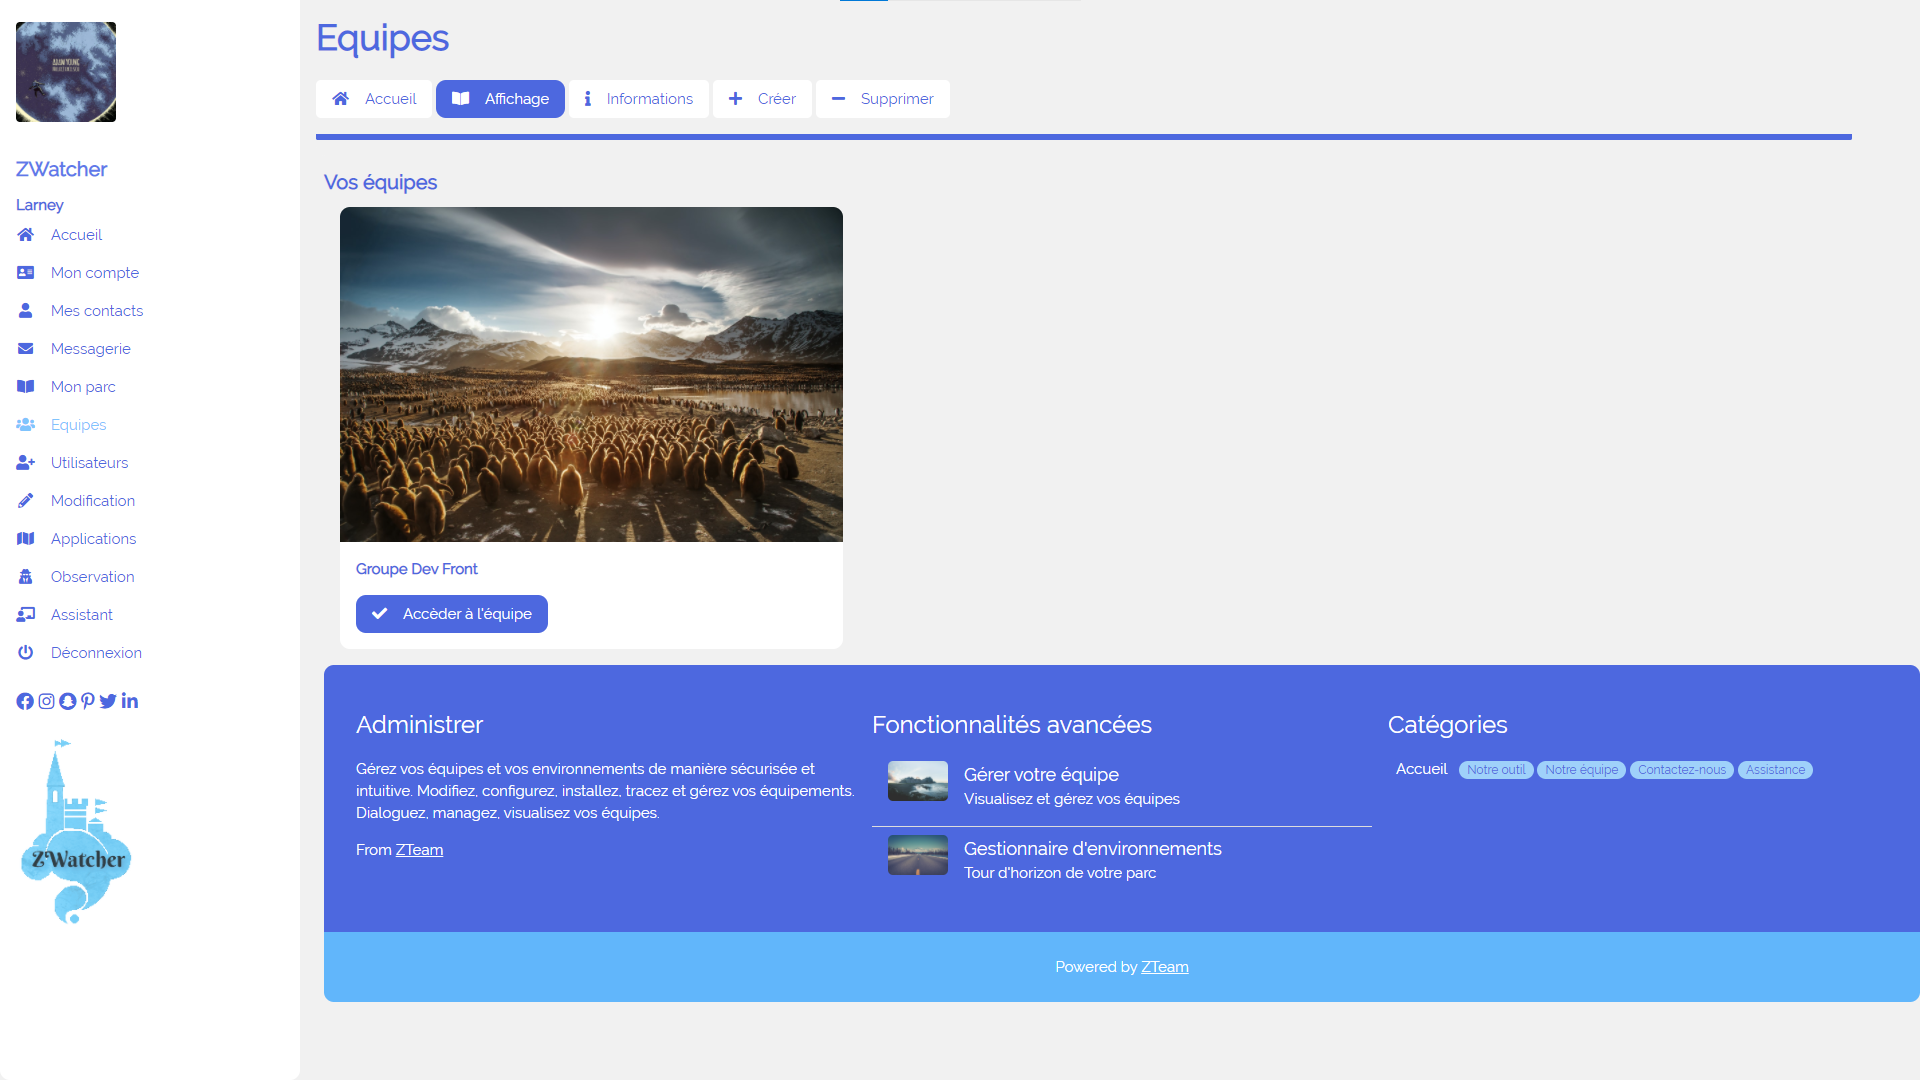 Equipes
Accueil
Affichage
Informations
Créer
Supprimer
ZWatcher
Larney
Accueil
Mon compte
Mes contacts
Messagerie
Mon parc
Equipes
Utilisateurs
Modification
Applications
Observation
Assistant
Déconnexion
ZWatcher
Vos équipes
Groupe Dev Front
Accèder à l'équipe
Administrer
Gérez vos équipes et vos environnements de manière sécurisée et
intuitive. Modifiez, configurez, installez, tracez et gérez vos équipements.
Dialoguez, managez, visualisez vos équipes.
From ZTeam
Fonctionnalités avancées
Gérer votre équipe
Visualisez et gérez vos équipes
Gestionnaire d'environnements
Tour d'horizon de votre parc
Catégories
Accueil Notre outil Notre équipe Contactez-nous Assistance
Powered by ZTeam